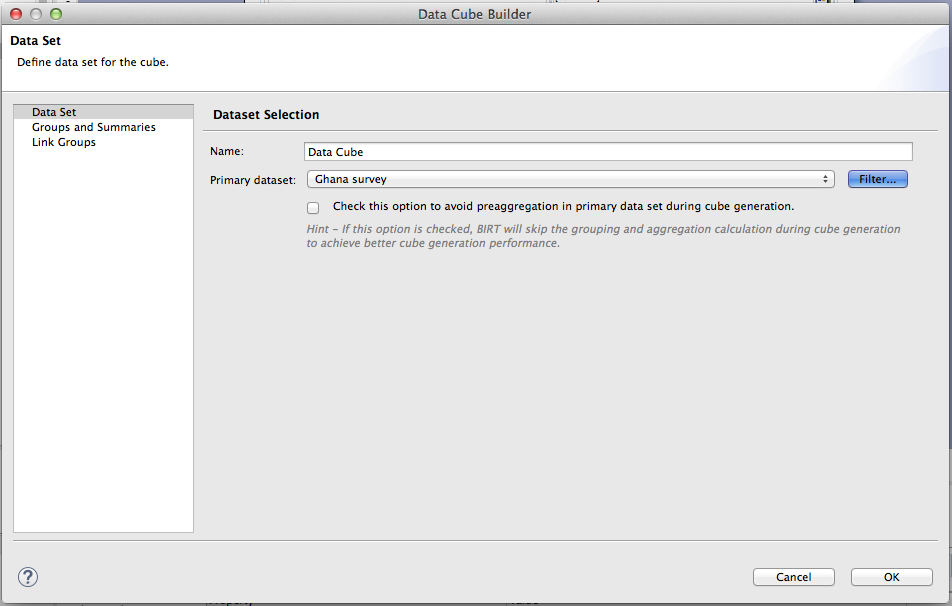 Data Cube Builder
Data Set
Define data set for the cube.
Data Set
Groups and Summaries
Link Groups
Dataset Selection
Name:
Data Cube
Primary dataset:
Ghana survey
Filter...
Check this option to avoid preaggregation in primary data set during cube generation.
Hint - If this option is checked, BIRT will skip the grouping and aggregation calculation during cube generation
to achieve better cube generation performance.
?
Cancel
OK